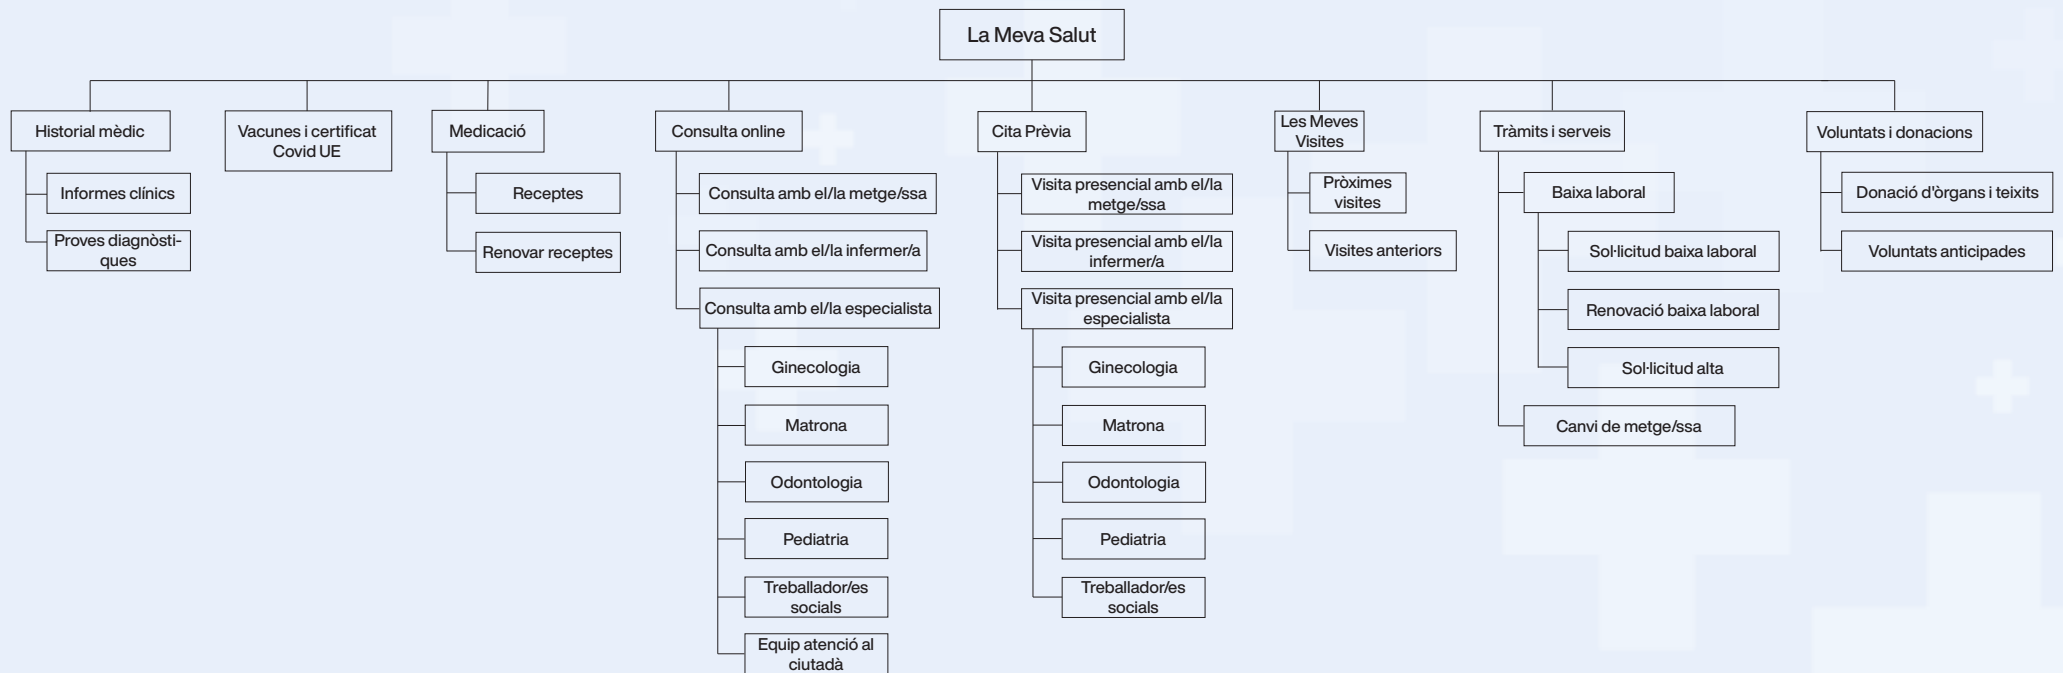 La Meva Salut
Historial mèdic
Informes clínics
Proves diagnòsti-
ques
Vacunes i certificat
Covid UE
Medicació
Receptes
Renovar receptes
Consulta online
Consulta amb el/la metge/ssa
Consulta amb el/la infermer/a
Consulta amb el/la especialista
Ginecologia
Matrona
Odontologia
Pediatria
Treballador/es
socials
Equip atenció al
ciutadà
Cita Prèvia
Visita presencial amb el/la
metge/ssa
Visita presencial amb el/la
infermer/a
Visita presencial amb el/la
especialista
Ginecologia
Matrona
Odontologia
Pediatria
Treballador/es
socials
Les Meves
Visites
Pròximes
visites
Visites anteriors
Tràmits i serveis
Baixa laboral
Sol·licitud baixa laboral
Renovació baixa laboral
Sol·licitud alta
Canvi de metge/ssa
Voluntats i donacions
Donació d'òrgans i teixits
Voluntats anticipades